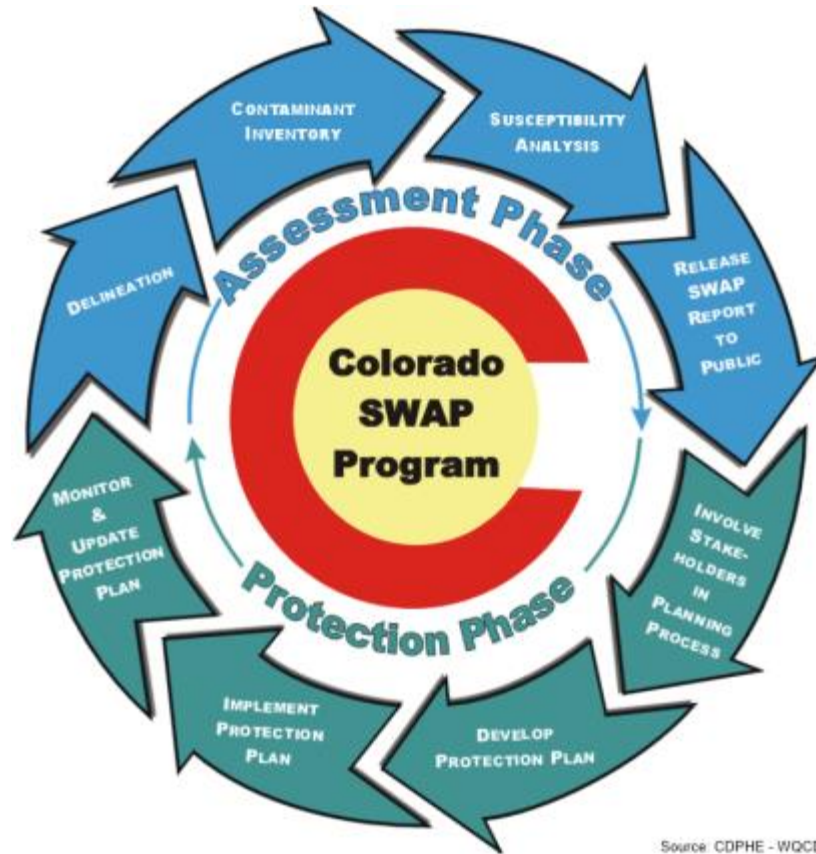 CONTAMINANT
INVENTORY
SUSCEPTIBILITY
ANALYSIS
RELEASE
SWAP
REPORT
TO
PUBLIC
INVOLVE
STAKE-
HOLDERS
IN
PLANNING
PROCESS
DEVELOP
PROTECTION PLAN
IMPLEMENT
PROTECTION
PLAN
MONITOR
&
UPDATE
PROTECTION
PLAN
DELINEATION
Assessment Phase
Colorado
SWAP
Program
Protection Phase
Source: CDPHE - WQCD